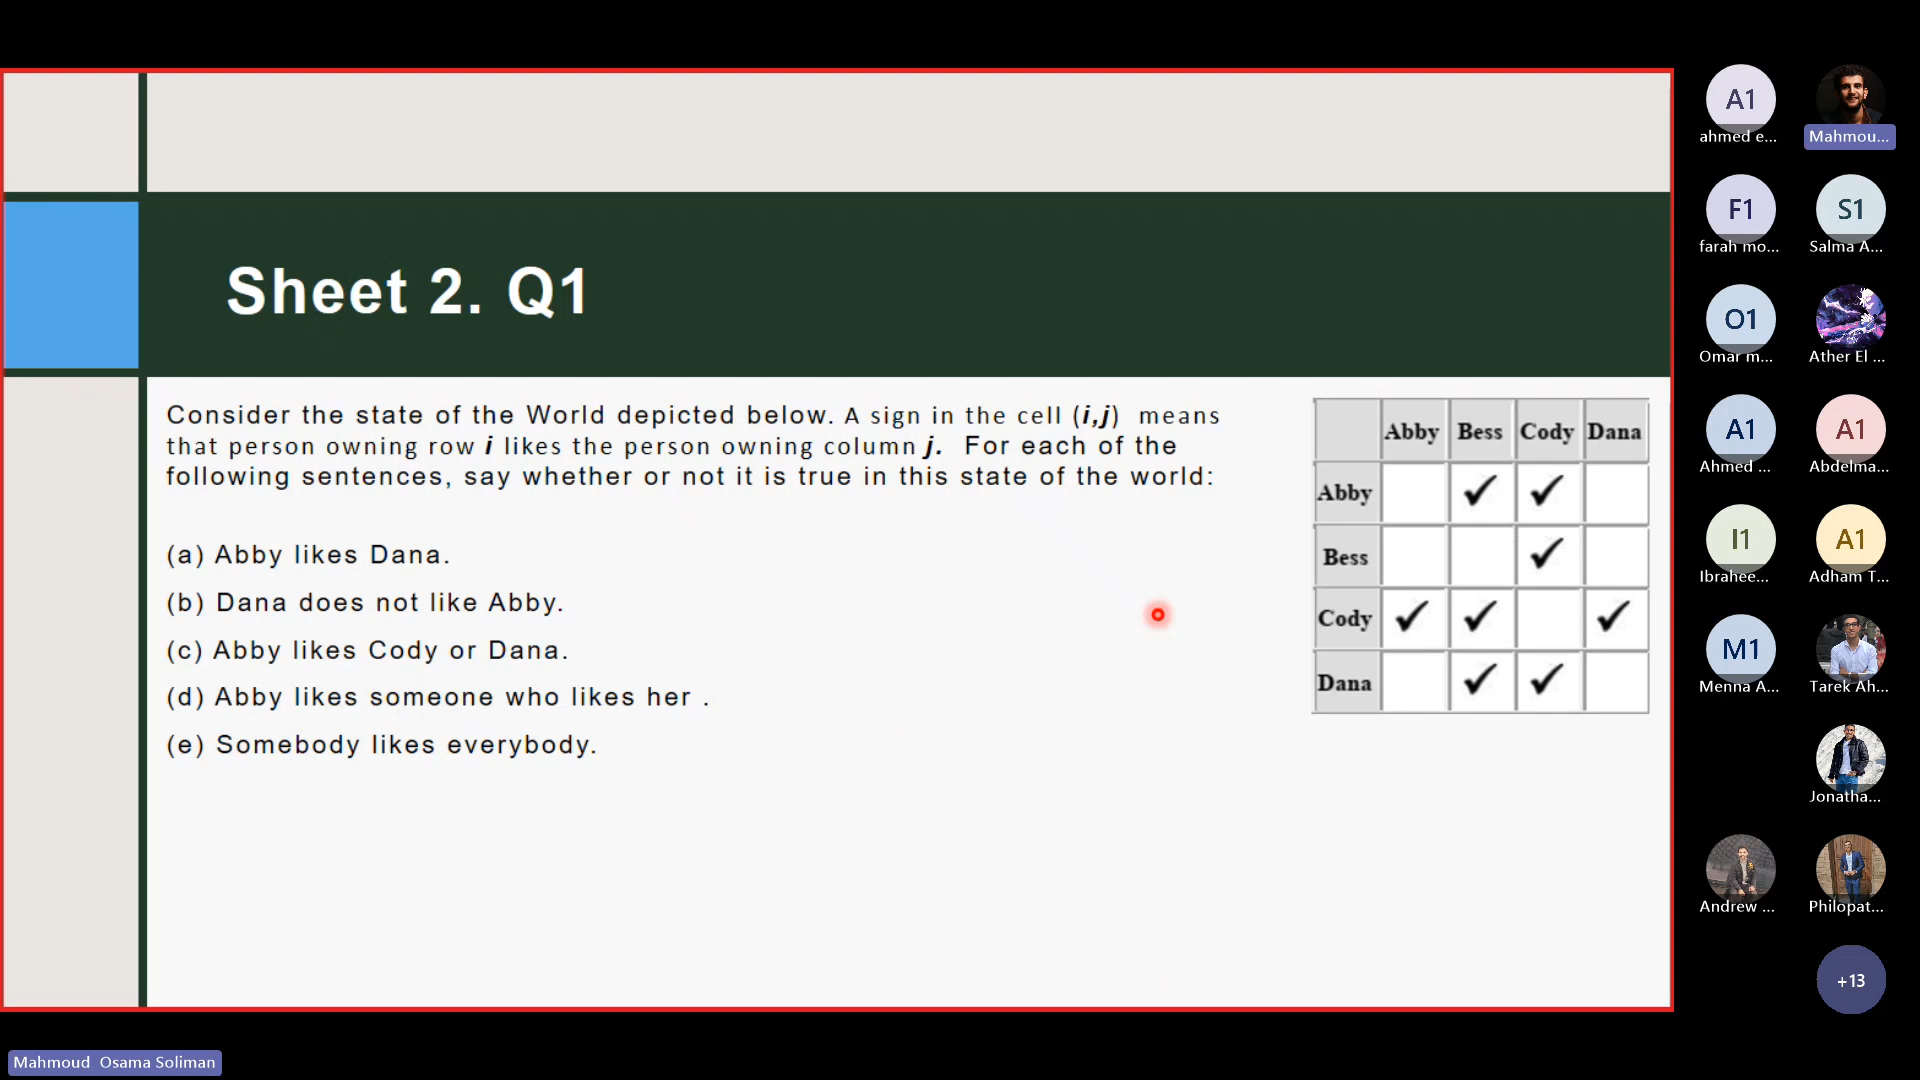 Sheet 2. Q1
Consider the state of the World depicted below. A sign in the cell (i,j) means
that person owning row i likes the person owning column j. For each of the
following sentences, say whether or not it is true in this state of the world:
(a) Abby likes Dana.
(b) Dana does not like Abby.
(c) Abby likes Cody or Dana.
(d) Abby likes someone who likes her .
(e) Somebody likes everybody.
Abby Bess Cody Dana
Abby ✓ ✓
Bess ✓
Cody ✓ ✓ ✓
Dana ✓ ✓
A1
ahmed e...
Mahmou...
F1
farah mo...
S1
Salma A...
O1
Omar m...
Ather El ...
A1
Ahmed ...
A1
Abdelma...
I1
Ibrahee...
A1
Adham T...
M1
Menna A...
Tarek Ah...
Jonatha...
Andrew ...
Philopat...
+13
Mahmoud Osama Soliman